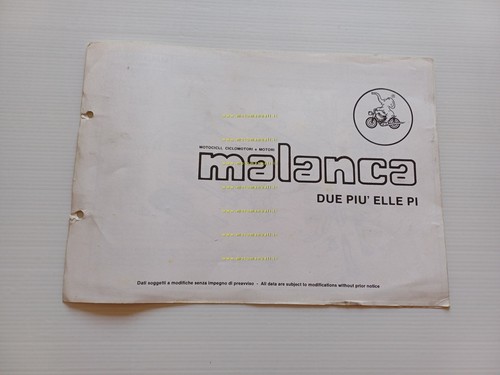 MOTOCICLI, CICLOMOTORI e MOTORI
malanca
DUE PIU' ELLE PI
Dati soggetti a modifiche senza impegno di preavviso - All data are subject to modifications without prior notice